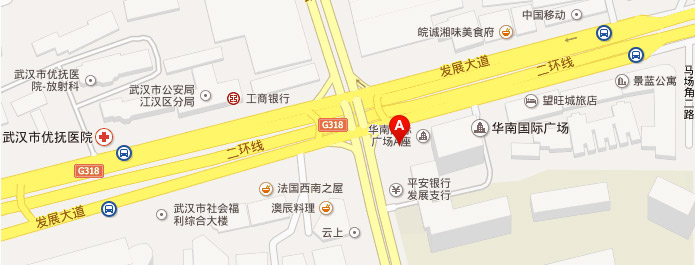 中国移动
皖诚湘味美食府
发展大道
二环线
马场角二路
武汉市优抚医
院-放射科
武汉市公安局
江汉区分局
工商银行
景蓝公寓
望旺城旅店
A
G318
华南国际
广场A座
华南国际广场
武汉市优抚医院
二环线
G318
法国西南之屋
平安银行
发展支行
发展大道
武汉市社会福
利综合大楼
澳辰料理
云上